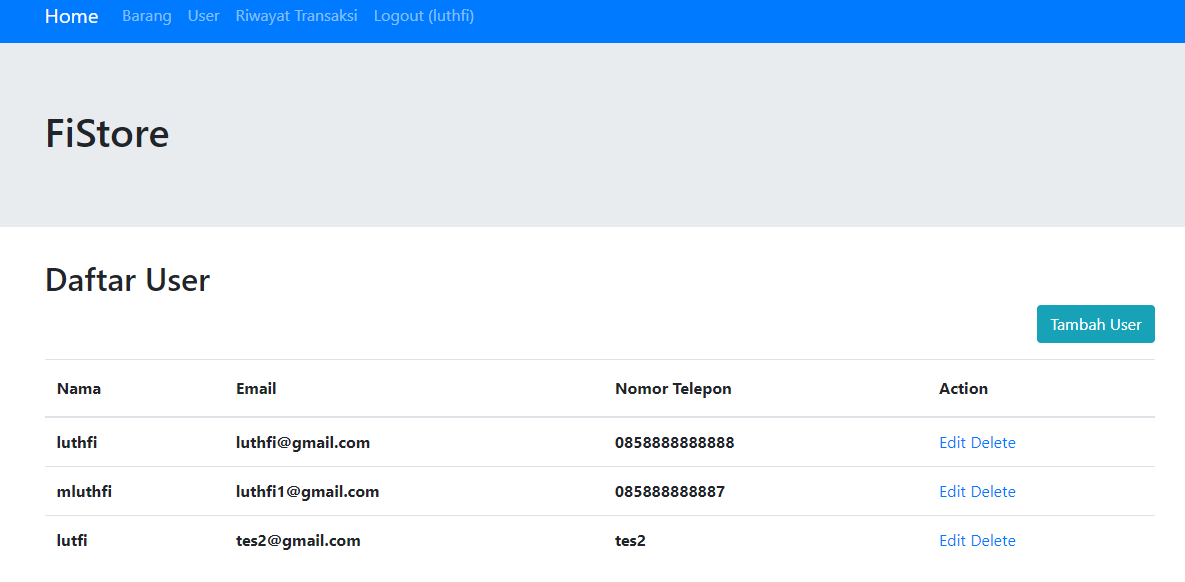 Home Barang User Riwayat Transaksi Logout (luthfi)
FiStore
Daftar User
Tambah User
Nama Email Nomor Telepon Action
luthfi luthfi@gmail.com 0858888888888 Edit Delete
mluthfi luthfi1@gmail.com 085888888887 Edit Delete
lutfi tes2@gmail.com tes2 Edit Delete